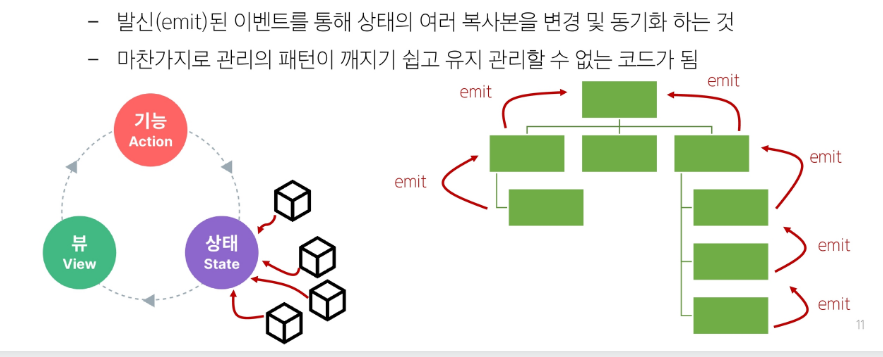 – 발신(emit)된 이벤트를 통해 상태의 여러 복사본을 변경 및 동기화 하는 것
– 마찬가지로 관리의 패턴이 깨지기 쉽고 유지 관리할 수 없는 코드가 됨
기능
Action
뷰
View
상태
State
emit
emit
emit
emit
emit
emit
11